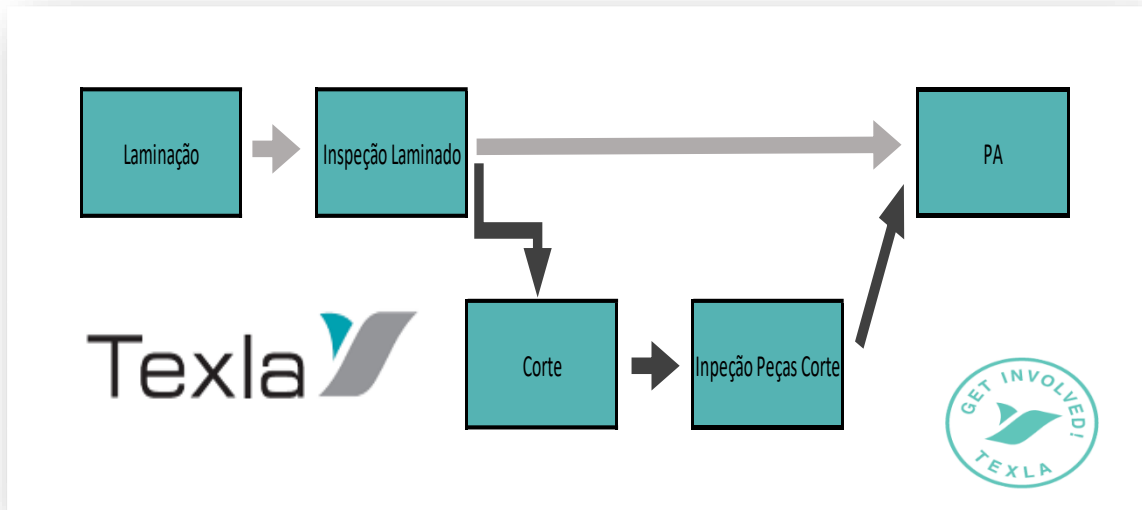 Laminação
Inspeção Laminado
PA
Corte
Inpeção Peças Corte
Texla
GET INVOLVED!
TEXLA